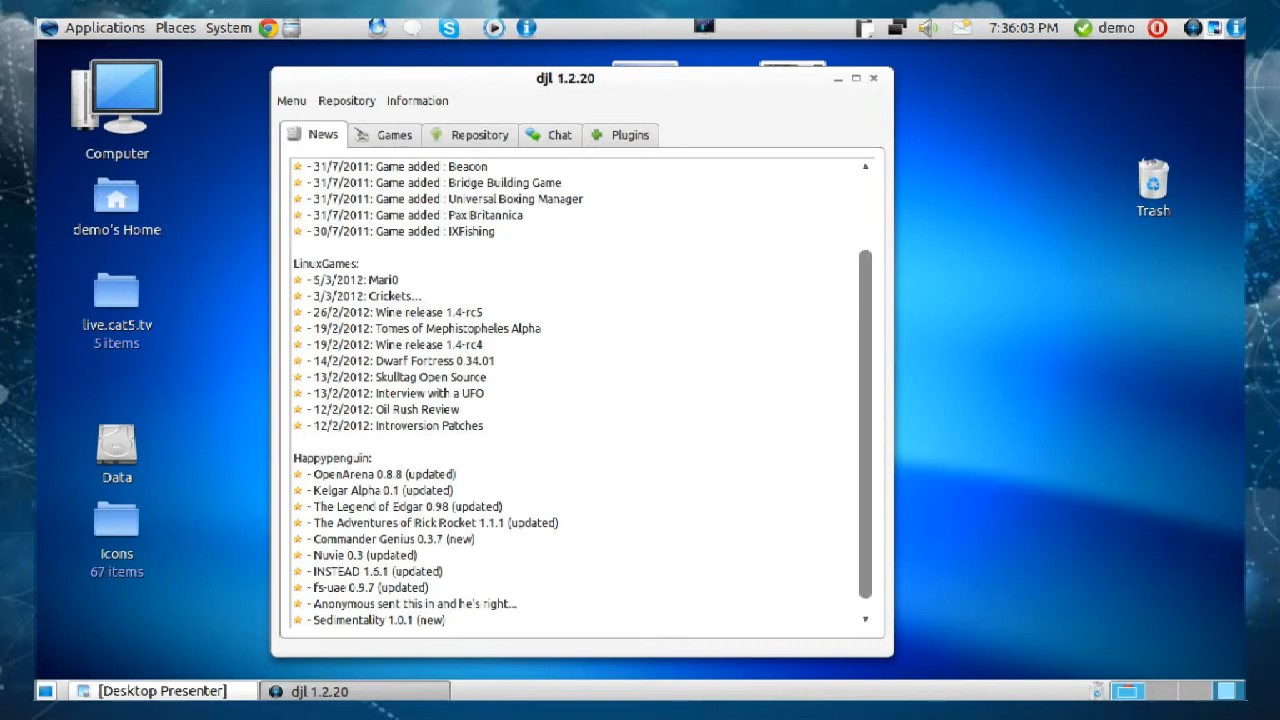 Applications Places System
7:36:03 PM demo
djl 1.2.20
Menu Repository Information
News Games Repository Chat Plugins
- 31/7/2011: Game added : Beacon
- 31/7/2011: Game added : Bridge Building Game
- 31/7/2011: Game added : Universal Boxing Manager
- 31/7/2011: Game added : Pax Britannica
- 30/7/2011: Game added : IXFishing
LinuxGames:
- 5/3/2012: Mari0
- 3/3/2012: Crickets...
- 26/2/2012: Wine release 1.4-rc5
- 19/2/2012: Tomes of Mephistopheles Alpha
- 19/2/2012: Wine release 1.4-rc4
- 14/2/2012: Dwarf Fortress 0.34.01
- 13/2/2012: Skulltag Open Source
- 13/2/2012: Interview with a UFO
- 12/2/2012: Oil Rush Review
- 12/2/2012: Introversion Patches
Happypenguin:
- OpenArena 0.8.8 (updated)
- Kelgar Alpha 0.1 (updated)
- The Legend of Edgar 0.98 (updated)
- The Adventures of Rick Rocket 1.1.1 (updated)
- Commander Genius 0.3.7 (new)
- Nuvie 0.3 (updated)
- INSTEAD 1.6.1 (updated)
- fs-uae 0.9.7 (updated)
- Anonymous sent this in and he's right...
- Sedimentality 1.0.1 (new)
Computer
demo's Home
live.cat5.tv
5 items
Data
Icons
67 items
Trash
[Desktop Presenter]
djl 1.2.20